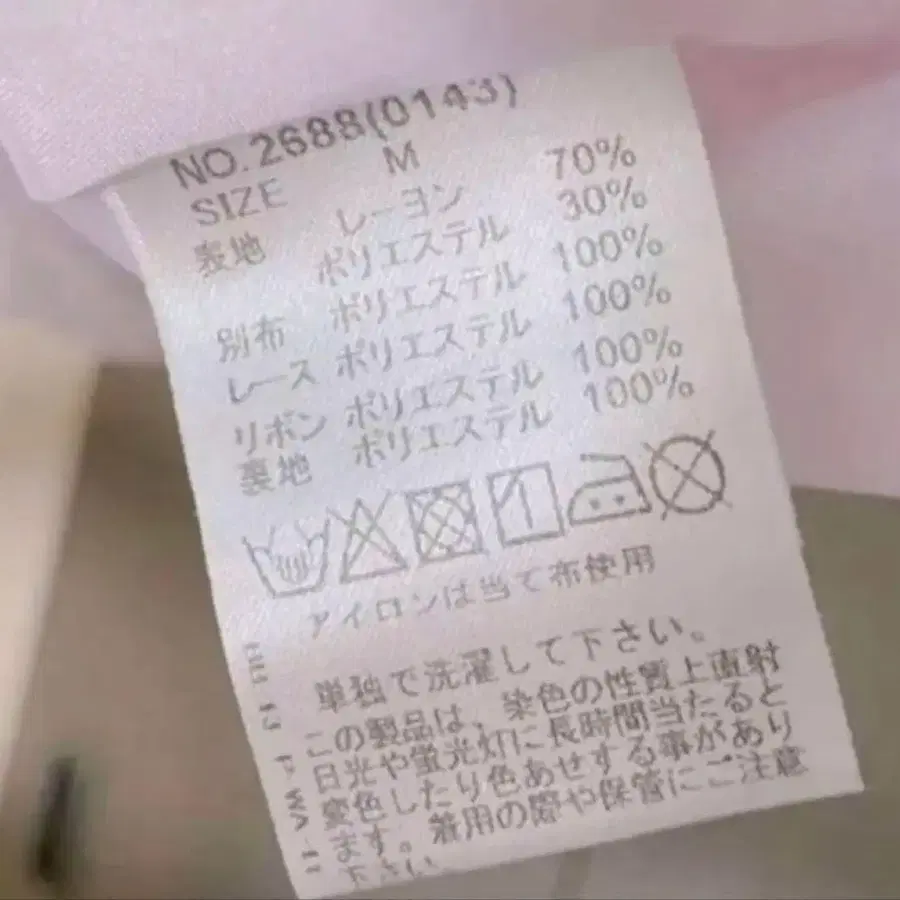 NO.2688(0143)
SIZE M
表地 レーヨン 70%
ポリエステル 30%
別布 ポリエステル 100%
レース ポリエステル 100%
リボン ポリエステル 100%
裏地 ポリエステル 100%
アイロンは当て布使用
単独で洗濯して下さい。
この製品は、染色の性質上直射
日光や蛍光灯に長時間当たると
変色したり色あせする事があり
ます。着用の際や保管にご注意
下さい